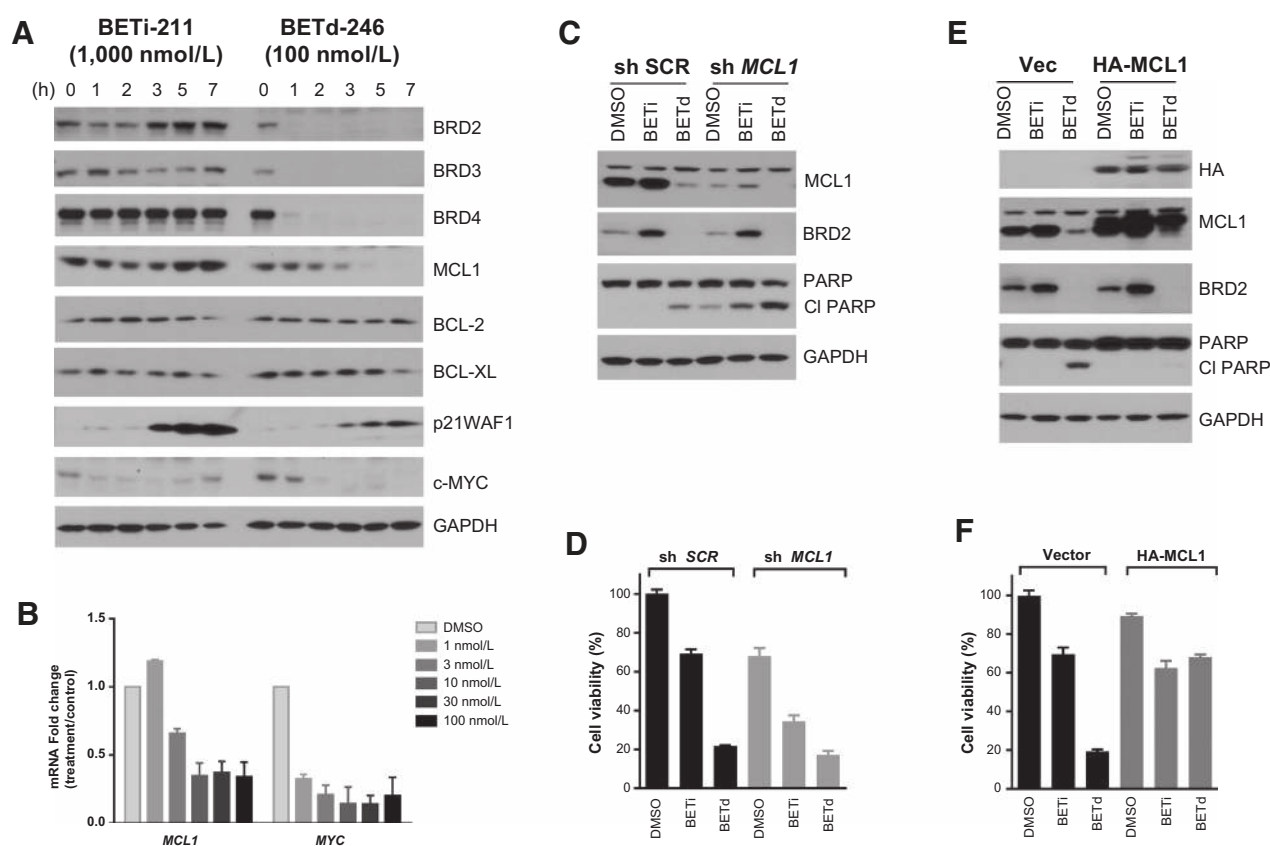 A
BETi-211
(1,000 nmol/L)
BETd-246
(100 nmol/L)
(h) 0 1 2 3 5 7 0 1 2 3 5 7
BRD2
BRD3
BRD4
MCL1
BCL-2
BCL-XL
p21WAF1
c-MYC
GAPDH
B
mRNA Fold change
(treatment/control)
1.5
1.0
0.5
0.0
MCL1 MYC
DMSO
1 nmol/L
3 nmol/L
10 nmol/L
30 nmol/L
100 nmol/L
C
sh SCR sh MCL1
DMSO BETi BETd DMSO BETi BETd
MCL1
BRD2
PARP
Cl PARP
GAPDH
D
sh SCR sh MCL1
Cell viability (%)
100
80
60
40
20
0
DMSO BETi BETd DMSO BETi BETd
E
Vec HA-MCL1
DMSO BETi BETd DMSO BETi BETd
HA
MCL1
BRD2
PARP
Cl PARP
GAPDH
F
Vector HA-MCL1
Cell viability (%)
100
80
60
40
20
0
DMSO BETi BETd DMSO BETi BETd